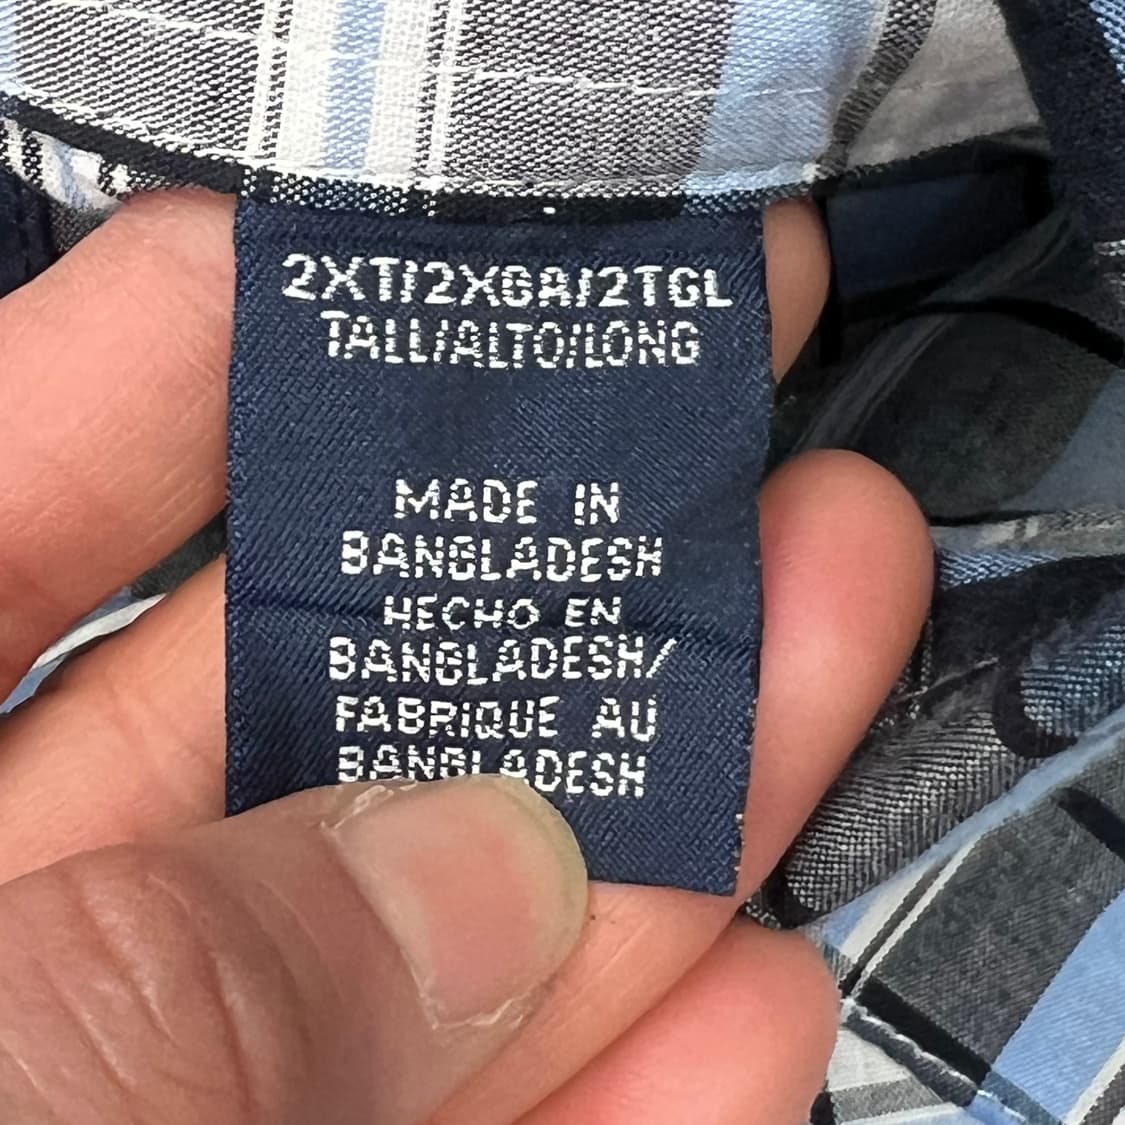 2XT/2XGA/2TGL
TALL/ALTO/LONG
MADE IN
BANGLADESH
HECHO EN
BANGLADESH/
FABRIQUE AU
BANGLADESH